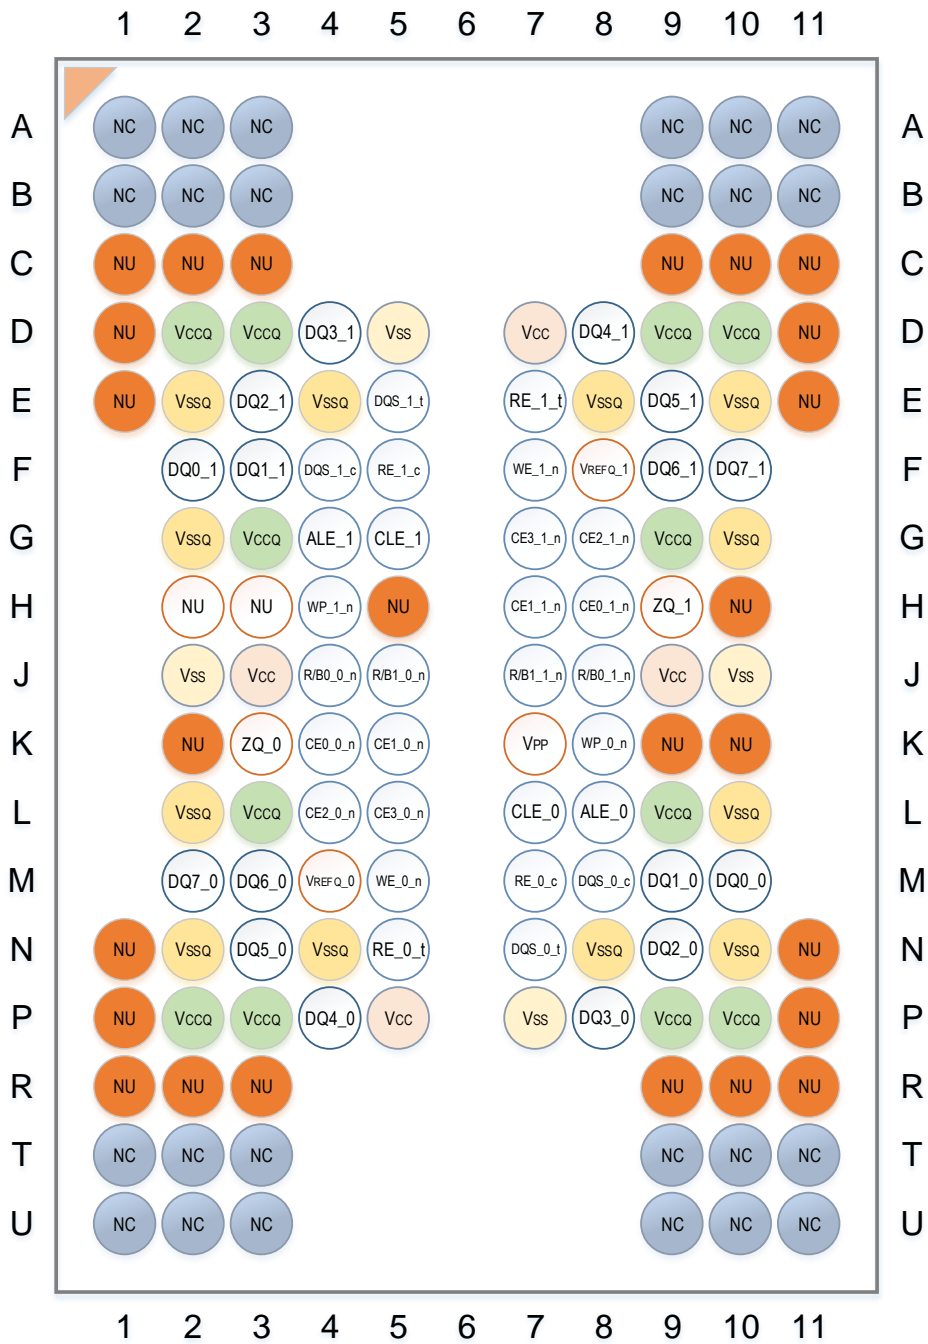 1 2 3 4 5 6 7 8 9 10 11
A NC NC NC NC NC NC A
B NC NC NC NC NC NC B
C NU NU NU NU NU NU C
D NU VCCQ VCCQ DQ3_1 VSS VCC DQ4_1 VCCQ VCCQ NU D
E NU VSSQ DQ2_1 VSSQ DQS_1_t RE_1_t VSSQ DQ5_1 VSSQ NU E
F DQ0_1 DQ1_1 DQS_1_c RE_1_c WE_1_n VREFQ_1 DQ6_1 DQ7_1 F
G VSSQ VCCQ ALE_1 CLE_1 CE3_1_n CE2_1_n VCCQ VSSQ G
H NU NU WP_1_n NU CE1_1_n CE0_1_n ZQ_1 NU H
J VSS VCC R/B0_0_n R/B1_0_n R/B1_1_n R/B0_1_n VCC VSS J
K NU ZQ_0 CE0_0_n CE1_0_n VPP WP_0_n NU NU K
L VSSQ VCCQ CE2_0_n CE3_0_n CLE_0 ALE_0 VCCQ VSSQ L
M DQ7_0 DQ6_0 VREFQ_0 WE_0_n RE_0_c DQS_0_c DQ1_0 DQ0_0 M
N NU VSSQ DQ5_0 VSSQ RE_0_t DQS_0_t VSSQ DQ2_0 VSSQ NU N
P NU VCCQ VCCQ DQ4_0 VCC VSS DQ3_0 VCCQ VCCQ NU P
R NU NU NU NU NU NU R
T NC NC NC NC NC NC T
U NC NC NC NC NC NC U
1 2 3 4 5 6 7 8 9 10 11